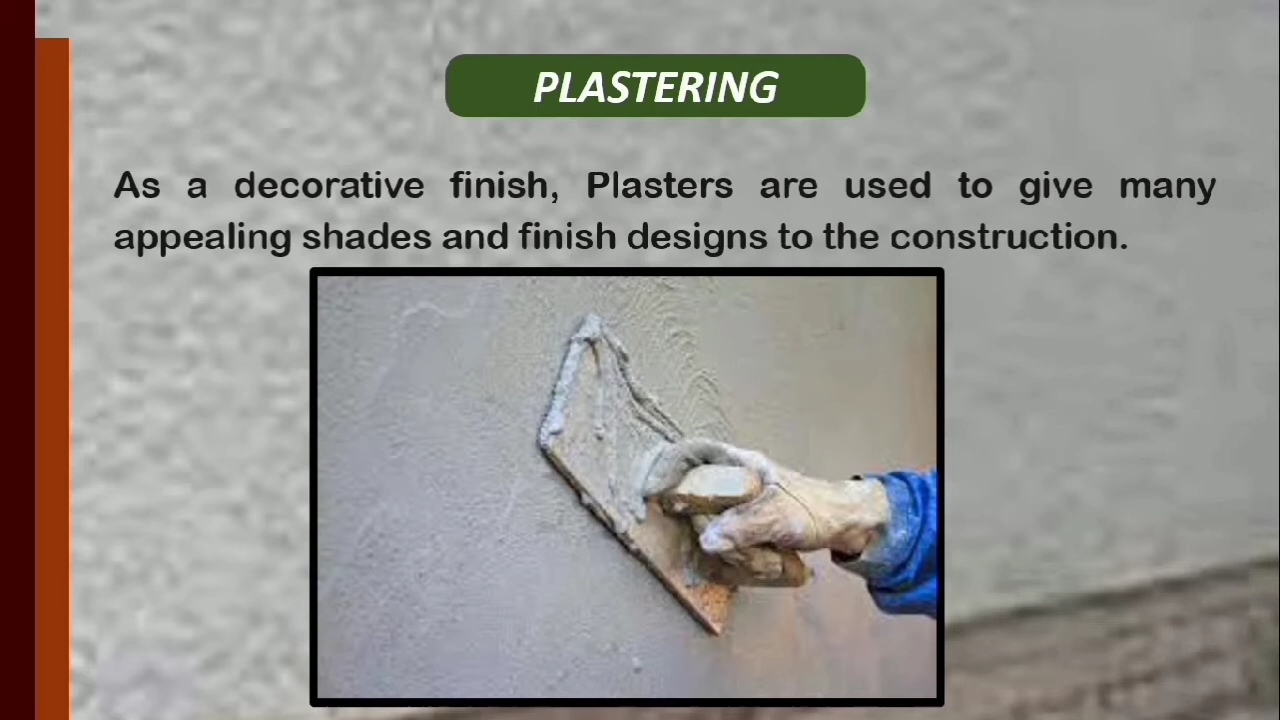 PLASTERING
As a decorative finish, Plasters are used to give many
appealing shades and finish designs to the construction.